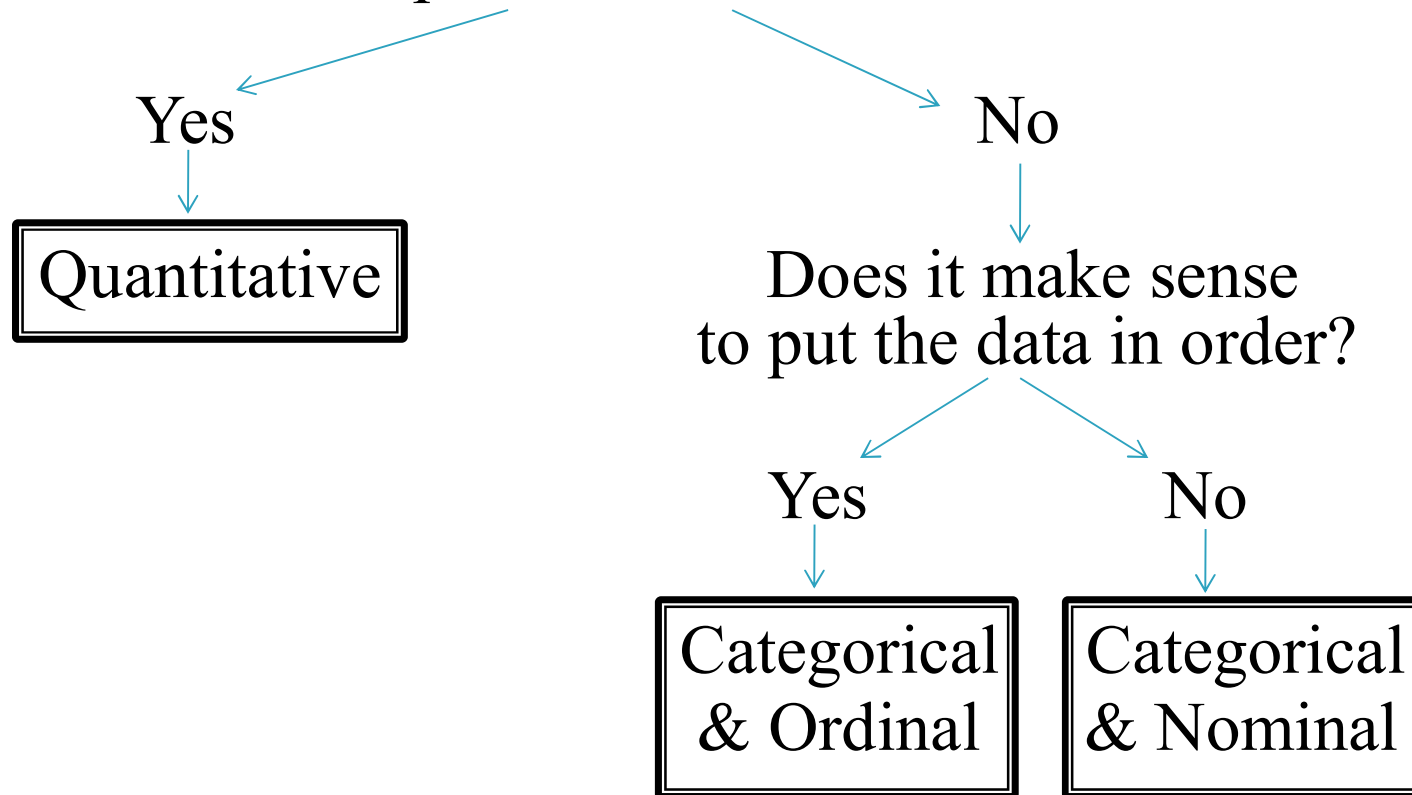 Yes
No
Quantitative
Does it make sense
to put the data in order?
Yes
No
Categorical
& Ordinal
Categorical
& Nominal